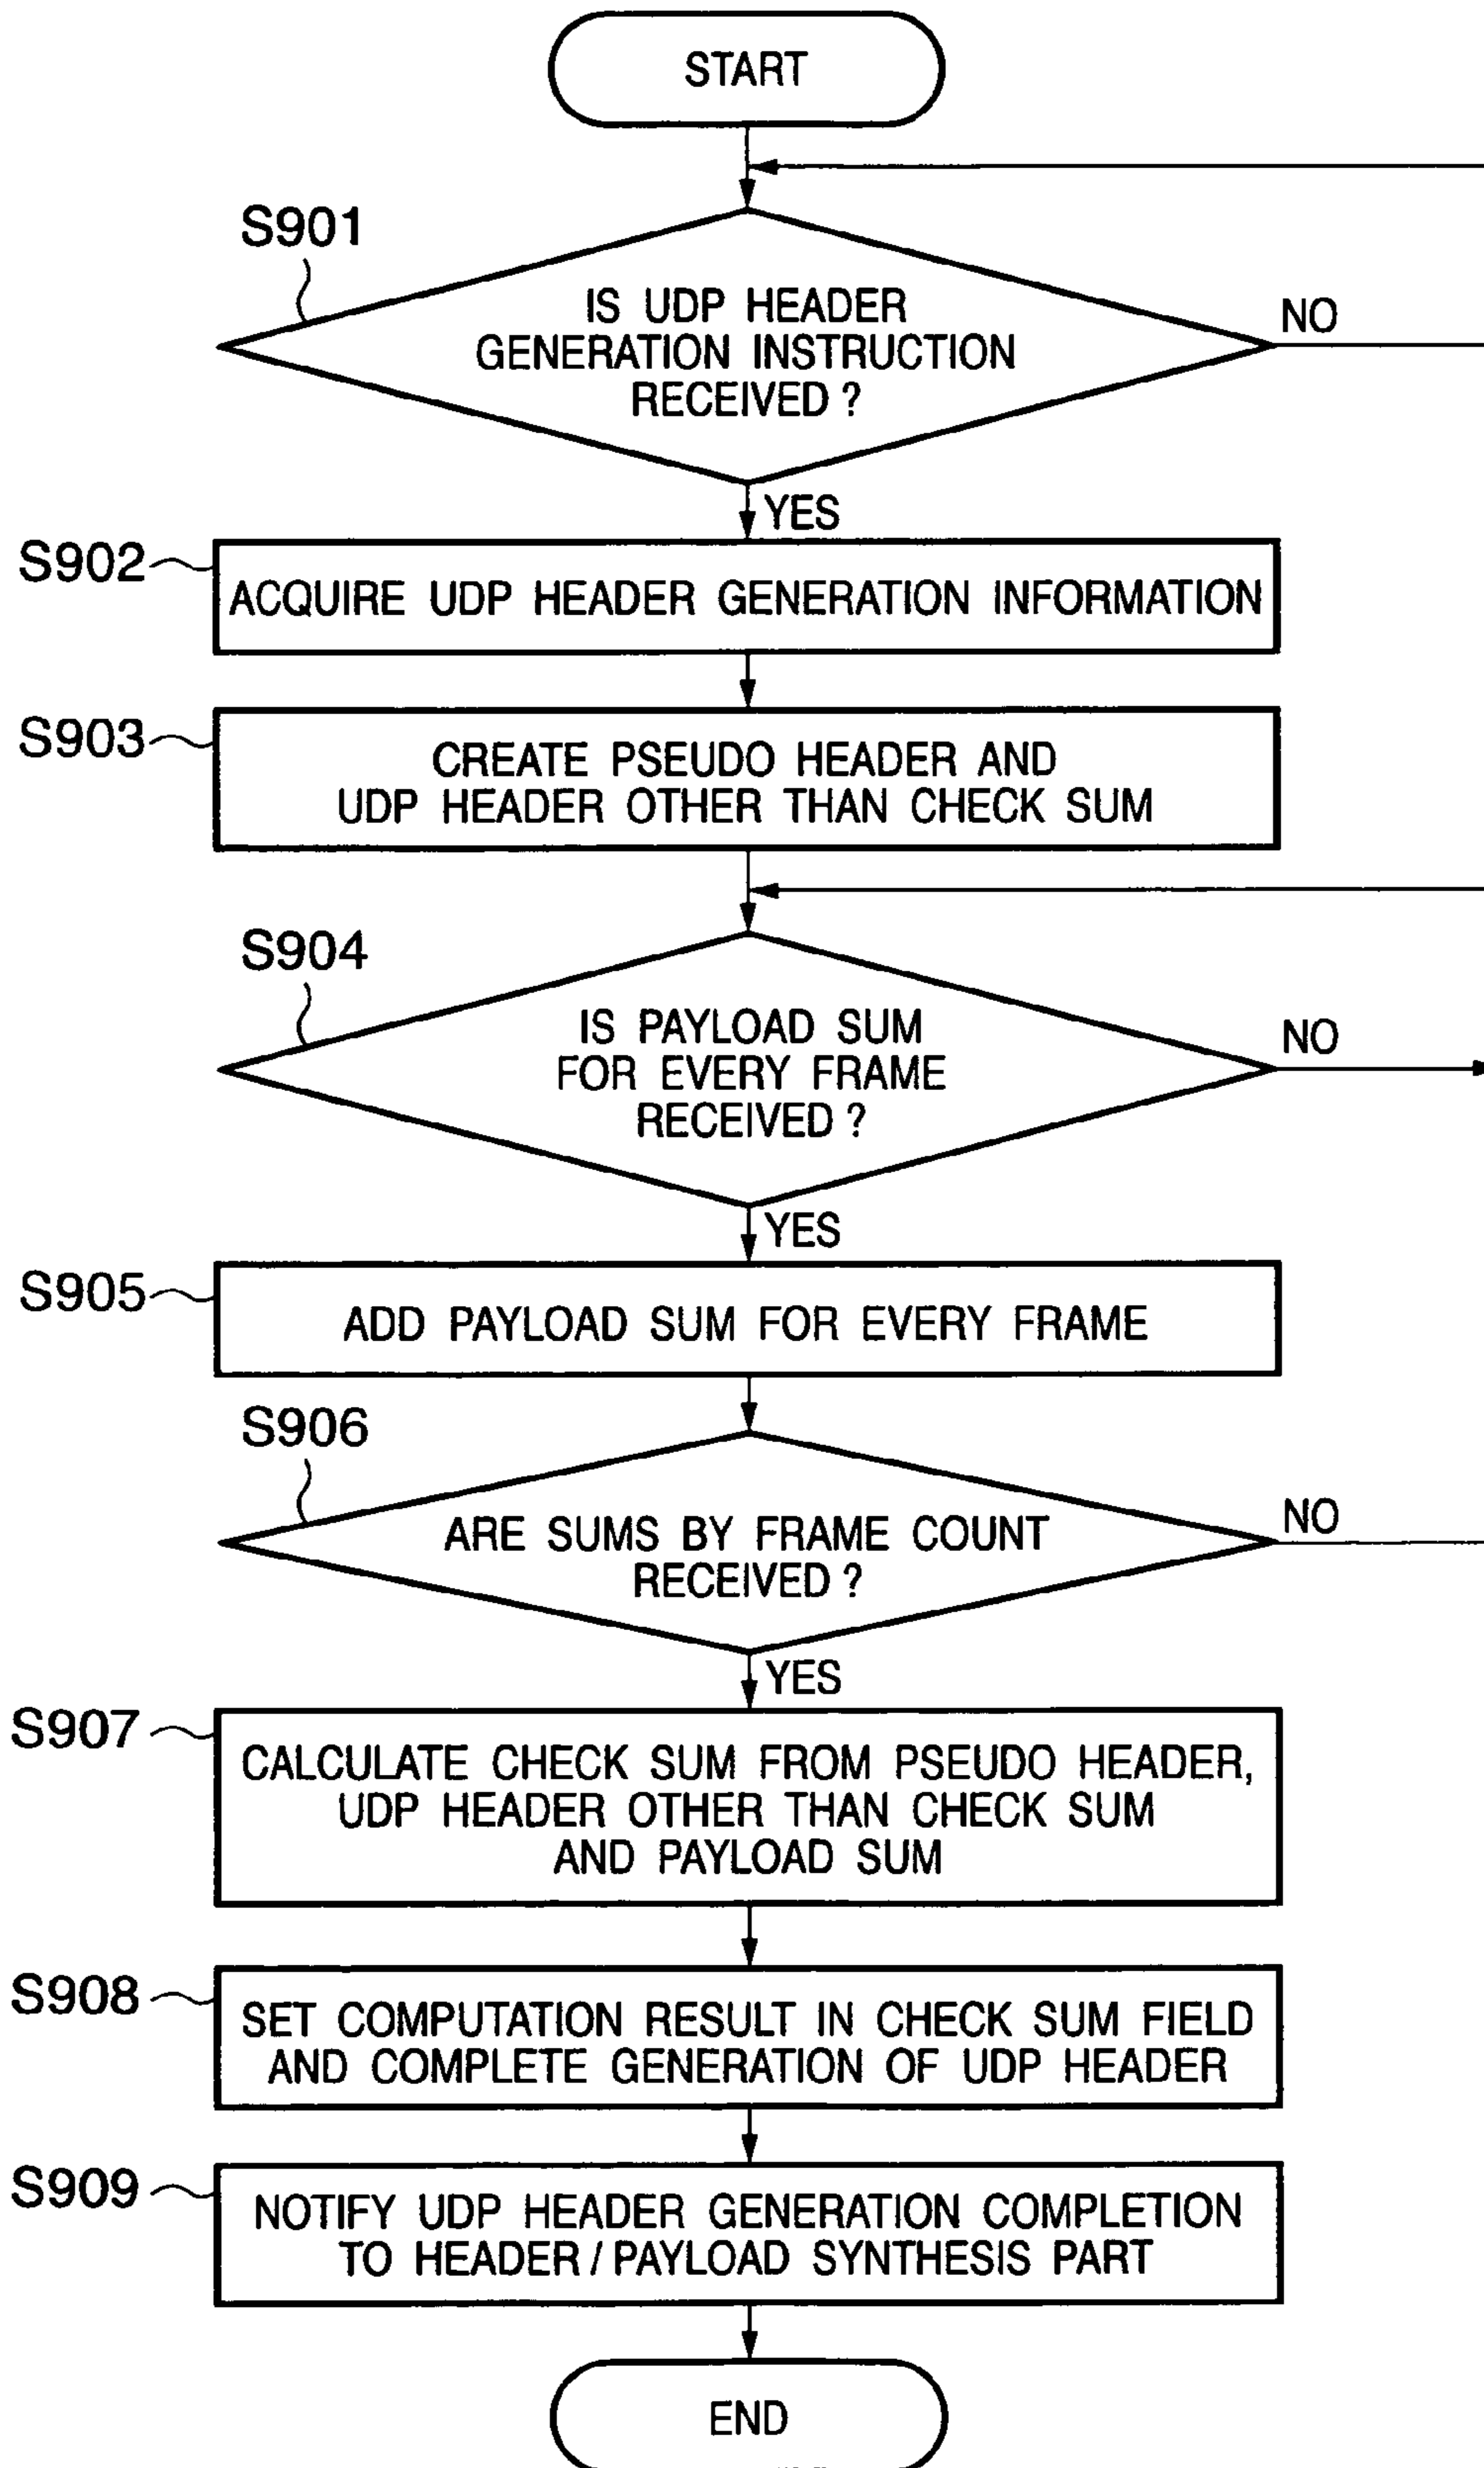 START
S901
IS UDP HEADER
GENERATION INSTRUCTION
RECEIVED ?
NO
YES
S902
ACQUIRE UDP HEADER GENERATION INFORMATION
S903
CREATE PSEUDO HEADER AND
UDP HEADER OTHER THAN CHECK SUM
S904
IS PAYLOAD SUM
FOR EVERY FRAME
RECEIVED ?
NO
YES
S905
ADD PAYLOAD SUM FOR EVERY FRAME
S906
ARE SUMS BY FRAME COUNT
RECEIVED ?
NO
YES
S907
CALCULATE CHECK SUM FROM PSEUDO HEADER,
UDP HEADER OTHER THAN CHECK SUM
AND PAYLOAD SUM
S908
SET COMPUTATION RESULT IN CHECK SUM FIELD
AND COMPLETE GENERATION OF UDP HEADER
S909
NOTIFY UDP HEADER GENERATION COMPLETION
TO HEADER / PAYLOAD SYNTHESIS PART
END